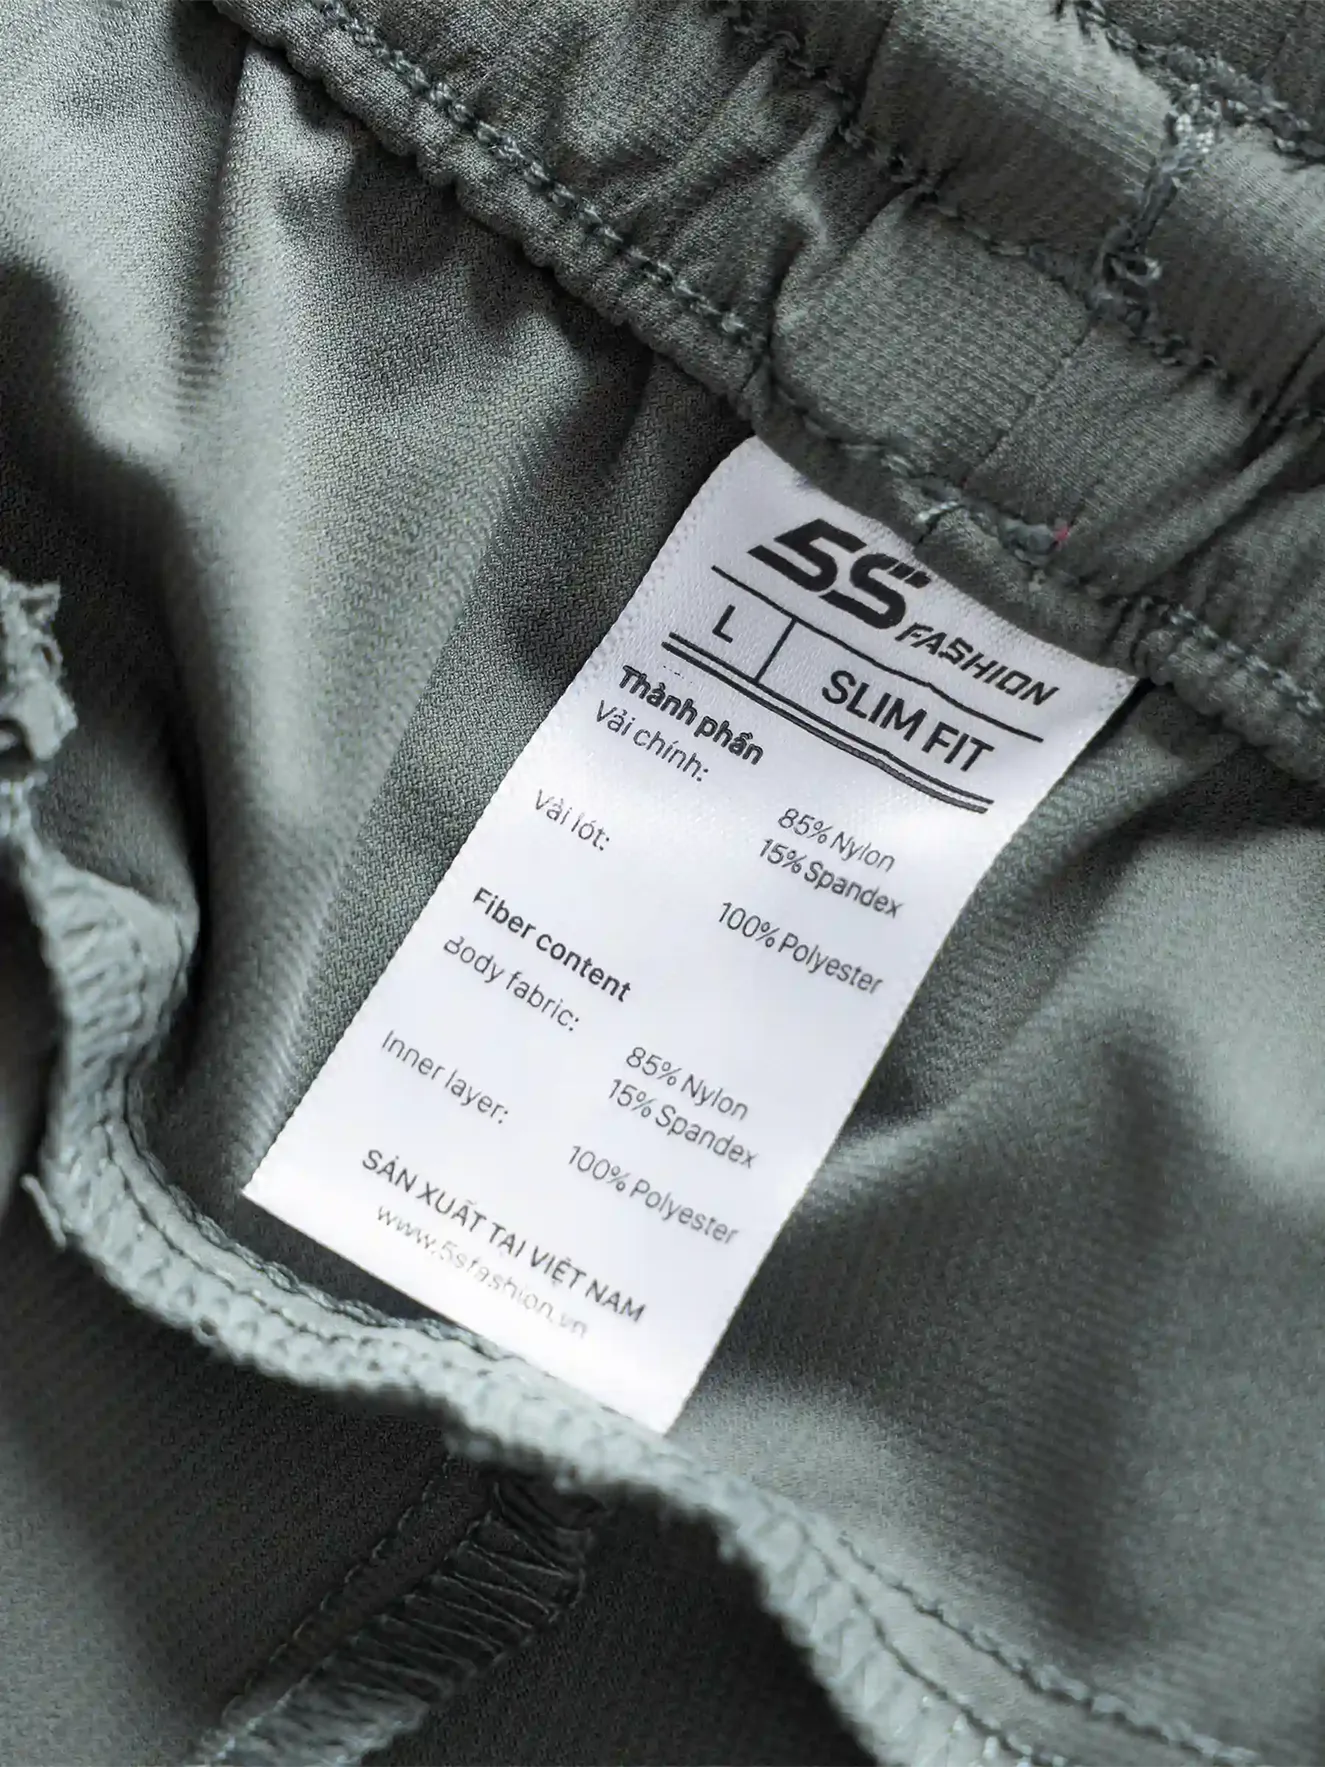 5S FASHION
L SLIM FIT
Thành phần
Vải chính:
85% Nylon
15% Spandex
Vải lót:
100% Polyester
Fiber content
Body fabric:
85% Nylon
15% Spandex
Inner layer:
100% Polyester
SẢN XUẤT TẠI VIỆT NAM
www.5sfashion.vn